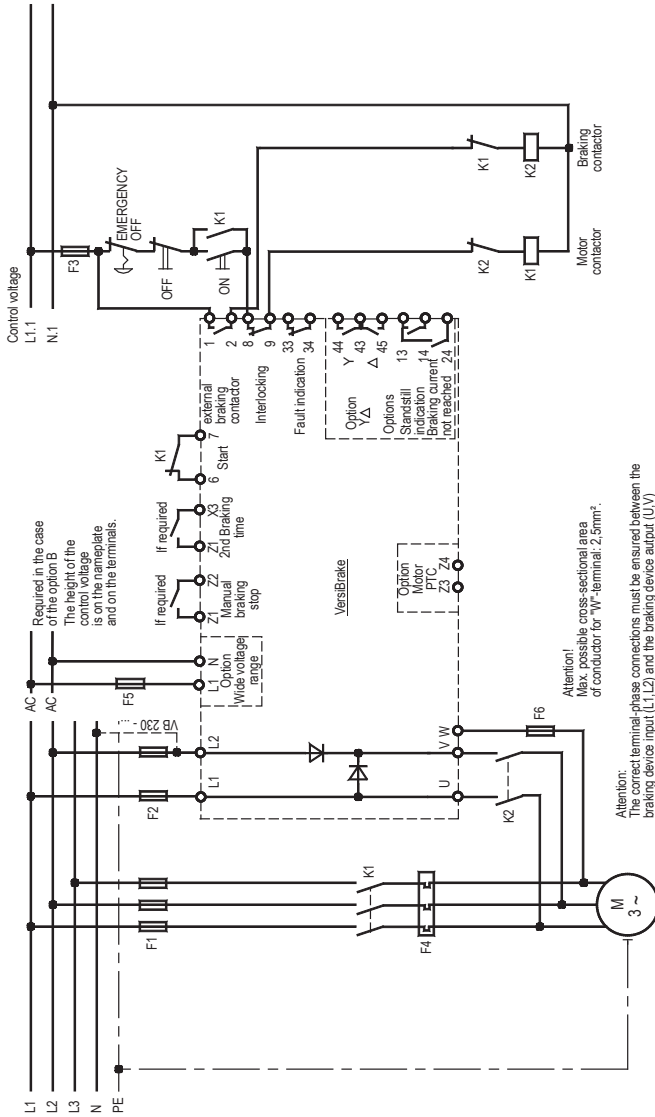 L1
L2
L3
N
PE
F1
K1
F4
M
3 ~
AC
AC
Required in the case
of the option B
The height of the
control voltage
is on the nameplate
and on the terminals.
F5
F2
VB 230 - ...
L1
L2
L1
N
Option
Wide voltage
range
If required
Z1
Z2
Manual
braking
stop
If required
Z1
X3
2nd Braking
time
K1
6
7
Start
VersiBrake
Option
Motor
PTC
Z3
Z4
U
V
W
K2
F6
Attention!
Max. possible cross-sectional area
of conductor for "W"-terminal: 2,5mm².
Attention:
The correct terminal-phase connections must be ensured between the
braking device input (L1,L2) and the braking device autput (U,V)
Control voltage
L1.1
N.1
F3
EMERGENCY
OFF
OFF
ON
K1
1
2
8
9
33
34
external
braking
contactor
Interlocking
Fault indication
44
43
45
13
14
24
Y
Δ
Option
YΔ
Options
Standstill
indication
Braking current
not reached
K2
K1
Motor
contactor
K1
K2
Braking
contactor